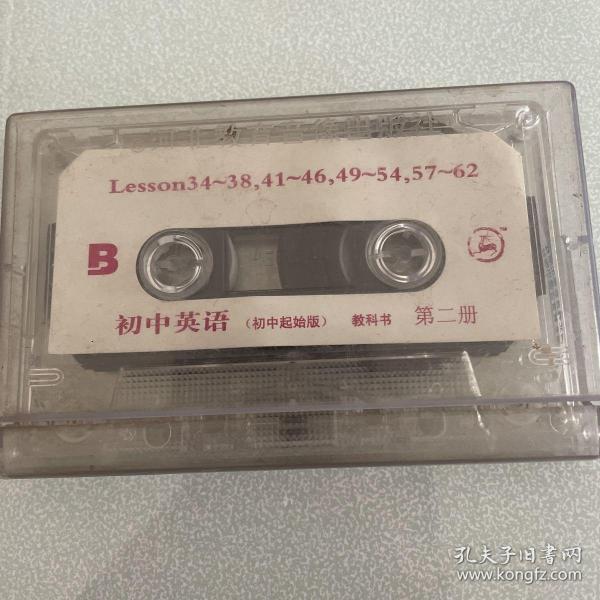 Lesson34~38,41~46,49~54,57~62
B
初中英语（初中起始版） 教科书 第二册
孔夫子旧书网
www.kongfz.com